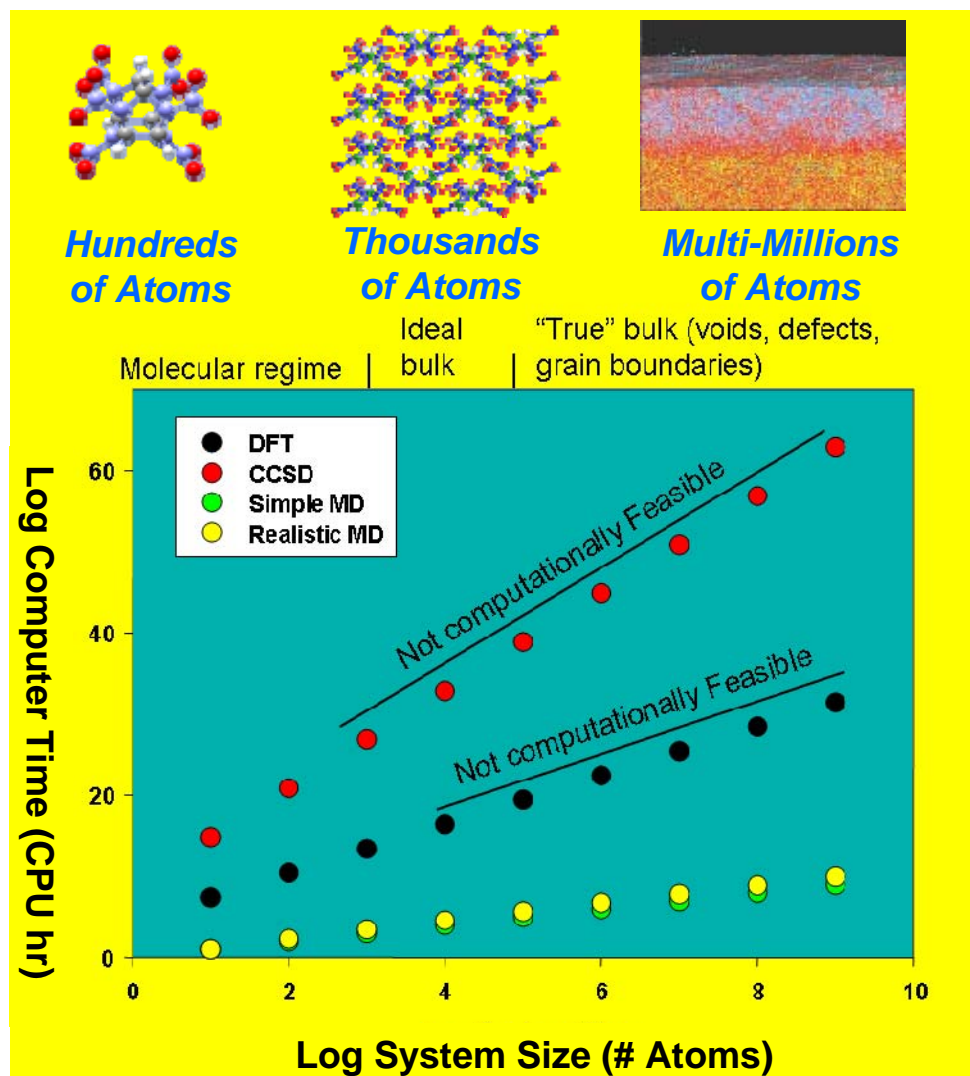 Hundreds
of Atoms
Thousands
of Atoms
Multi-Millions
of Atoms
Molecular regime
Ideal
bulk
“True” bulk (voids, defects,
grain boundaries)
DFT
CCSD
Simple MD
Realistic MD
Not computationally Feasible
Not computationally Feasible
Log Computer Time (CPU hr)
60
40
20
0
0 2 4 6 8 10
Log System Size (# Atoms)